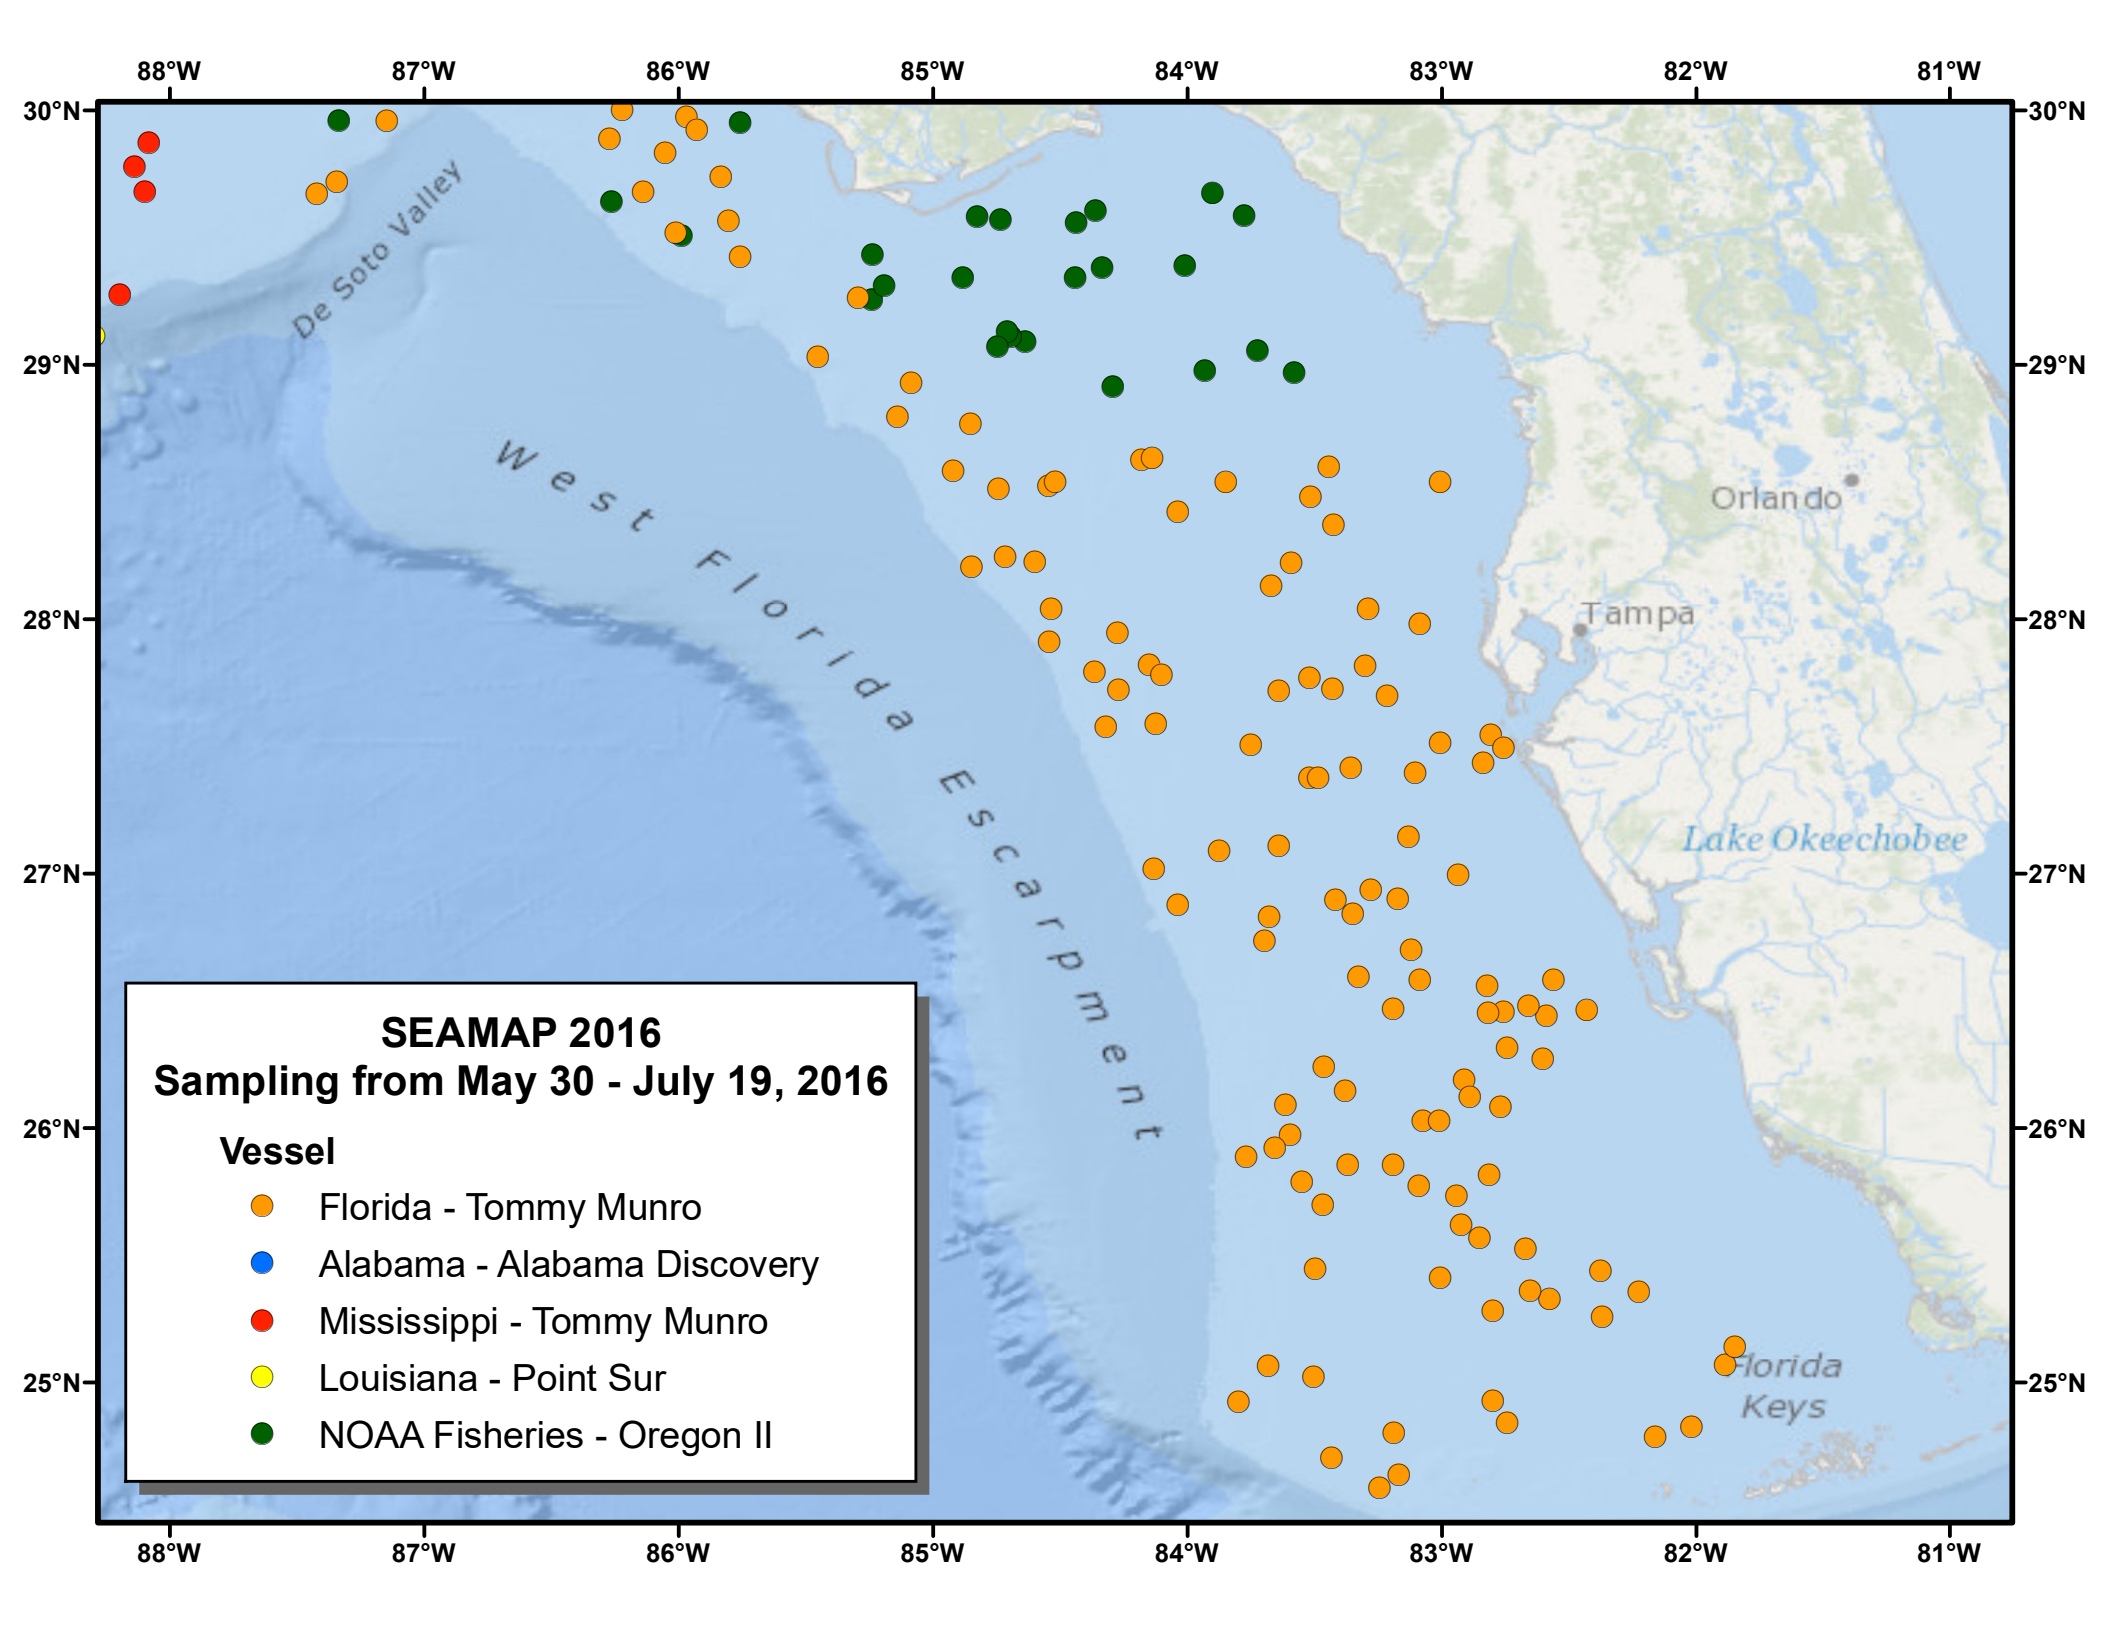 88°W 87°W 86°W 85°W 84°W 83°W 82°W 81°W
30°N 30°N
De Soto Valley
29°N 29°N
West Florida Escarpment
Orlando
28°N 28°N
Tampa
Lake Okeechobee
27°N 27°N
SEAMAP 2016
Sampling from May 30 - July 19, 2016
26°N 26°N
Vessel
Florida - Tommy Munro
Alabama - Alabama Discovery
Mississippi - Tommy Munro
Louisiana - Point Sur
NOAA Fisheries - Oregon II
25°N 25°N
Florida
Keys
88°W 87°W 86°W 85°W 84°W 83°W 82°W 81°W